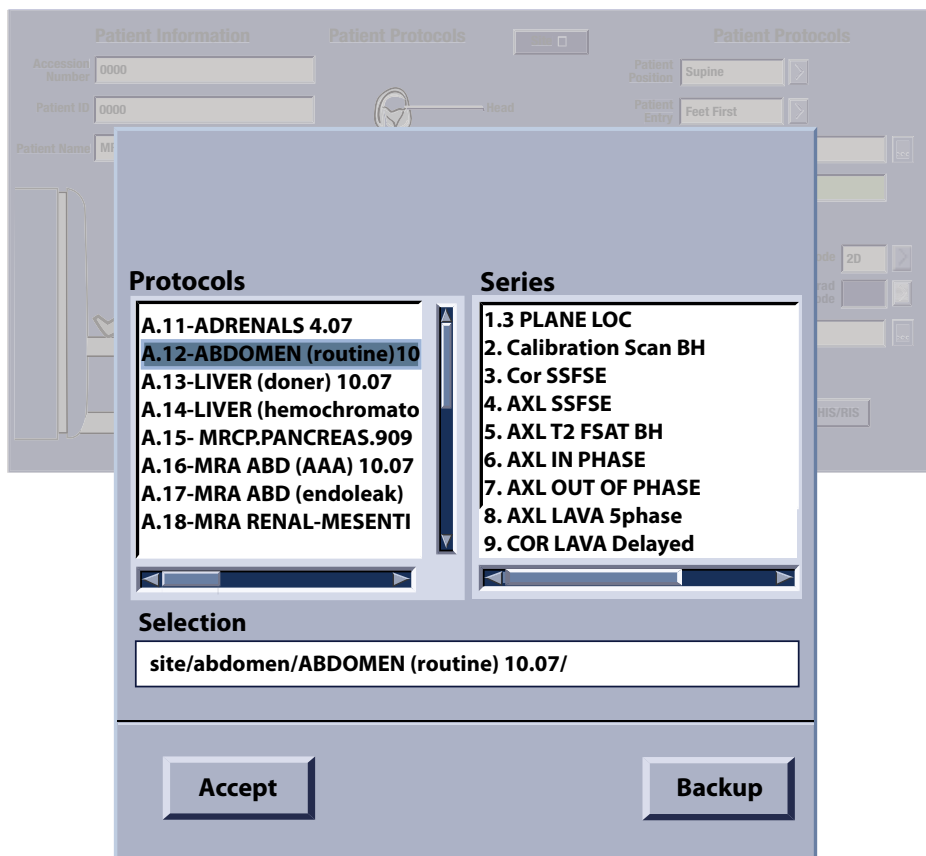 Patient Information
Patient Protocols
Patient Protocols
Accession
Number
0000
Patient
Position
Supine
Patient ID
0000
Head
Patient
Entry
Feet First
Patient Name
2D
HIS/RIS
Protocols
A.11-ADRENALS 4.07
A.12-ABDOMEN (routine)10
A.13-LIVER (doner) 10.07
A.14-LIVER (hemochromato
A.15- MRCP.PANCREAS.909
A.16-MRA ABD (AAA) 10.07
A.17-MRA ABD (endoleak)
A.18-MRA RENAL-MESENTI
Series
1.3 PLANE LOC
2. Calibration Scan BH
3. Cor SSFSE
4. AXL SSFSE
5. AXL T2 FSAT BH
6. AXL IN PHASE
7. AXL OUT OF PHASE
8. AXL LAVA 5phase
9. COR LAVA Delayed
Selection
site/abdomen/ABDOMEN (routine) 10.07/
Accept
Backup